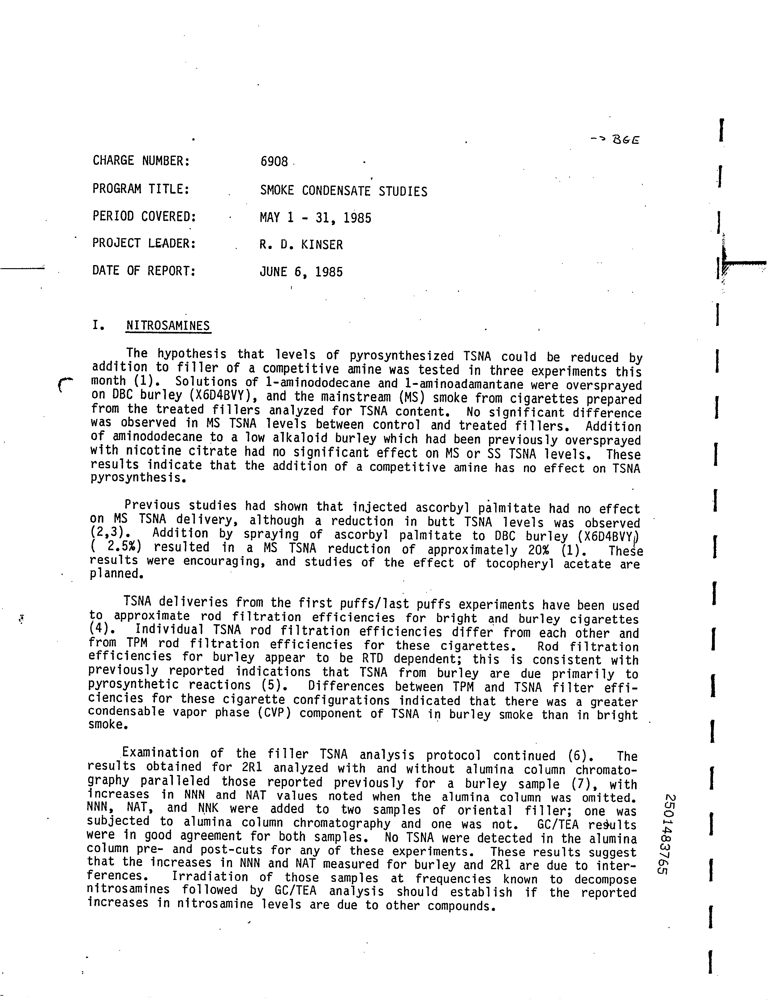 -> BGE
CHARGE NUMBER: 6908
PROGRAM TITLE: SMOKE CONDENSATE STUDIES
PERIOD COVERED: MAY 1 - 31, 1985
PROJECT LEADER: R. D. KINSER
DATE OF REPORT: JUNE 6, 1985
I. NITROSAMINES
The hypothesis that levels of pyrosynthesized TSNA could be reduced by
addition to filler of a competitive amine was tested in three experiments this
month (1). Solutions of 1-aminododecane and 1-aminoadamantane were oversprayed
on DBC burley (X6D4BVY), and the mainstream (MS) smoke from cigarettes prepared
from the treated fillers analyzed for TSNA content. No significant difference
was observed in MS TSNA levels between control and treated fillers. Addition
of aminododecane to a low alkaloid burley which had been previously oversprayed
with nicotine citrate had no significant effect on MS or SS TSNA levels. These
results indicate that the addition of a competitive amine has no effect on TSNA
pyrosynthesis.
Previous studies had shown that injected ascorbyl palmitate had no effect
on MS TSNA delivery, although a reduction in butt TSNA levels was observed
(2,3). Addition by spraying of ascorbyl palmitate to DBC burley (X6D4BVY)
( 2.5%) resulted in a MS TSNA reduction of approximately 20% (1). These
results were encouraging, and studies of the effect of tocopheryl acetate are
planned.
TSNA deliveries from the first puffs/last puffs experiments have been used
to approximate rod filtration efficiencies for bright and burley cigarettes
(4). Individual TSNA rod filtration efficiencies differ from each other and
from TPM rod filtration efficiencies for these cigarettes. Rod filtration
efficiencies for burley appear to be RTD dependent; this is consistent with
previously reported indications that TSNA from burley are due primarily to
pyrosynthetic reactions (5). Differences between TPM and TSNA filter effi-
ciencies for these cigarette configurations indicated that there was a greater
condensable vapor phase (CVP) component of TSNA in burley smoke than in bright
smoke.
Examination of the filler TSNA analysis protocol continued (6). The
results obtained for 2R1 analyzed with and without alumina column chromato-
graphy paralleled those reported previously for a burley sample (7), with
increases in NNN and NAT values noted when the alumina column was omitted.
NNN, NAT, and NNK were added to two samples of oriental filler; one was
subjected to alumina column chromatography and one was not. GC/TEA results
were in good agreement for both samples. No TSNA were detected in the alumina
column pre- and post-cuts for any of these experiments. These results suggest
that the increases in NNN and NAT measured for burley and 2R1 are due to inter-
ferences. Irradiation of those samples at frequencies known to decompose
nitrosamines followed by GC/TEA analysis should establish if the reported
increases in nitrosamine levels are due to other compounds.
2501483765